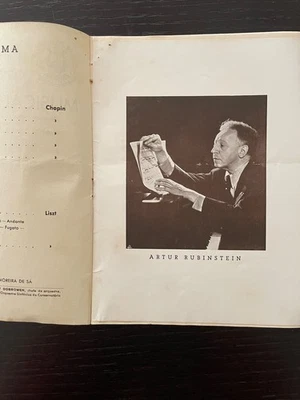 MA
Chopin
Liszt
– Andante
– Fugato –
MOREIRA DE SÁ
ARTUR RUBINSTEIN